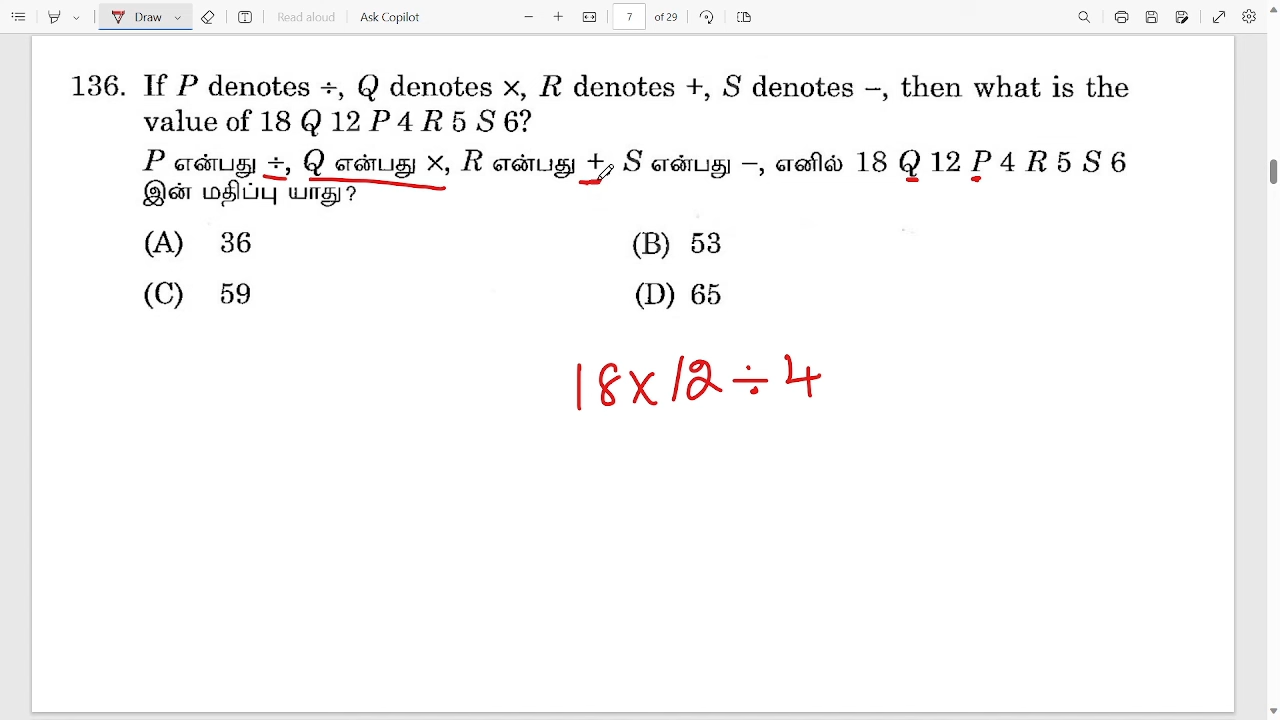 Draw Read aloud Ask Copilot 7 of 29
136. If P denotes ÷, Q denotes ×, R denotes +, S denotes –, then what is the
value of 18 Q 12 P 4 R 5 S 6?
P என்பது ÷, Q என்பது ×, R என்பது + S என்பது –, எனில் 18 Q 12 P 4 R 5 S 6
இன் மதிப்பு யாது?
(A) 36 (B) 53
(C) 59 (D) 65
18 × 12 ÷ 4